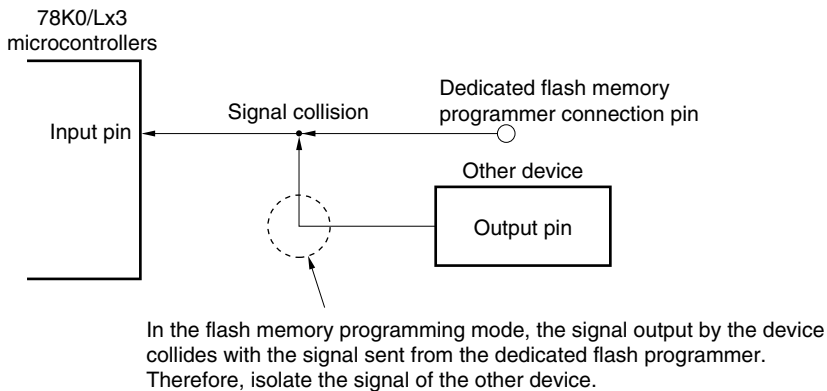 78K0/Lx3
microcontrollers
Dedicated flash memory
programmer connection pin
Signal collision
Input pin
Other device
Output pin
In the flash memory programming mode, the signal output by the device
collides with the signal sent from the dedicated flash programmer.
Therefore, isolate the signal of the other device.